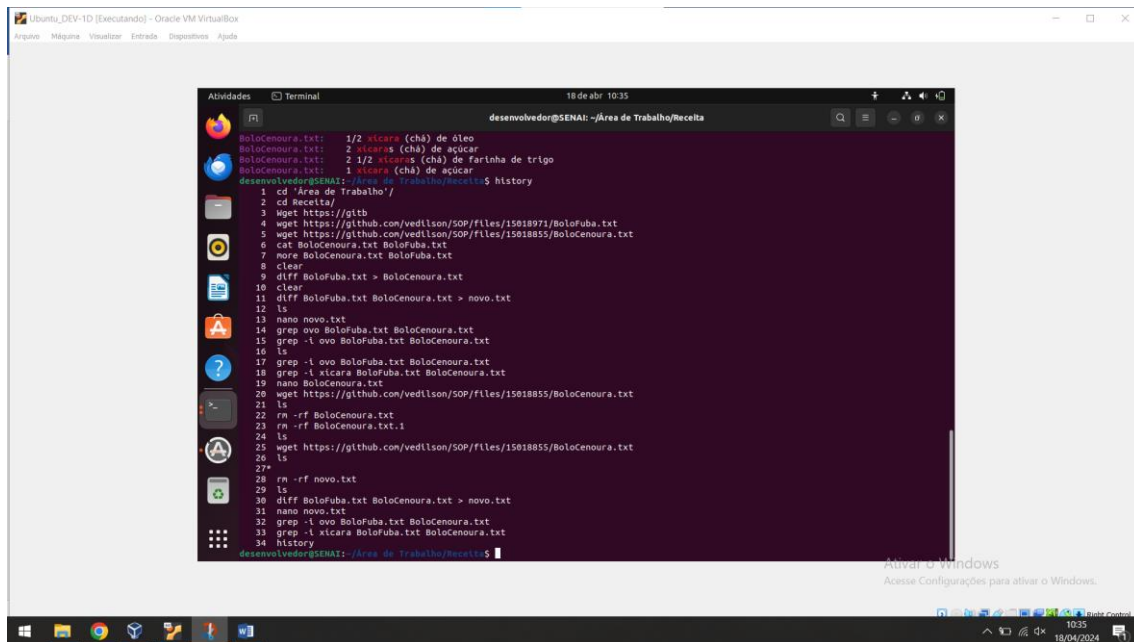 Ubuntu_DEV-1D [Executando] - Oracle VM VirtualBox
Arquivo Máquina Visualizar Entrada Dispositivos Ajuda
Atividades Terminal 18 de abr 10:35
desenvolvedor@SENAI: ~/Área de Trabalho/Receita
BoloCenoura.txt: 1/2 xícara (chá) de óleo
BoloCenoura.txt: 2 xícaras (chá) de açúcar
BoloCenoura.txt: 2 1/2 xícaras (chá) de farinha de trigo
BoloCenoura.txt: 1 xícara (chá) de açúcar
desenvolvedor@SENAI:~/Área de Trabalho/Receita$ history
1 cd 'Área de Trabalho'/
2 cd Receita/
3 Wget https://gitb
4 wget https://github.com/vedilson/SOP/files/15018971/BoloFuba.txt
5 wget https://github.com/vedilson/SOP/files/15018855/BoloCenoura.txt
6 cat BoloCenoura.txt BoloFuba.txt
7 more BoloCenoura.txt BoloFuba.txt
8 clear
9 diff BoloFuba.txt > BoloCenoura.txt
10 clear
11 diff BoloFuba.txt BoloCenoura.txt > novo.txt
12 ls
13 nano novo.txt
14 grep ovo BoloFuba.txt BoloCenoura.txt
15 grep -i ovo BoloFuba.txt BoloCenoura.txt
16 ls
17 grep -i ovo BoloFuba.txt BoloCenoura.txt
18 grep -i xícara BoloFuba.txt BoloCenoura.txt
19 nano BoloCenoura.txt
20 wget https://github.com/vedilson/SOP/files/15018855/BoloCenoura.txt
21 ls
22 rm -rf BoloCenoura.txt
23 rm -rf BoloCenoura.txt.1
24 ls
25 wget https://github.com/vedilson/SOP/files/15018855/BoloCenoura.txt
26 ls
27*
28 rm -rf novo.txt
29 ls
30 diff BoloFuba.txt BoloCenoura.txt > novo.txt
31 nano novo.txt
32 grep -i ovo BoloFuba.txt BoloCenoura.txt
33 grep -i xícara BoloFuba.txt BoloCenoura.txt
34 history
desenvolvedor@SENAI:~/Área de Trabalho/Receita$
Ativar o Windows
Acesse Configurações para ativar o Windows.
Right Control
10:35
18/04/2024